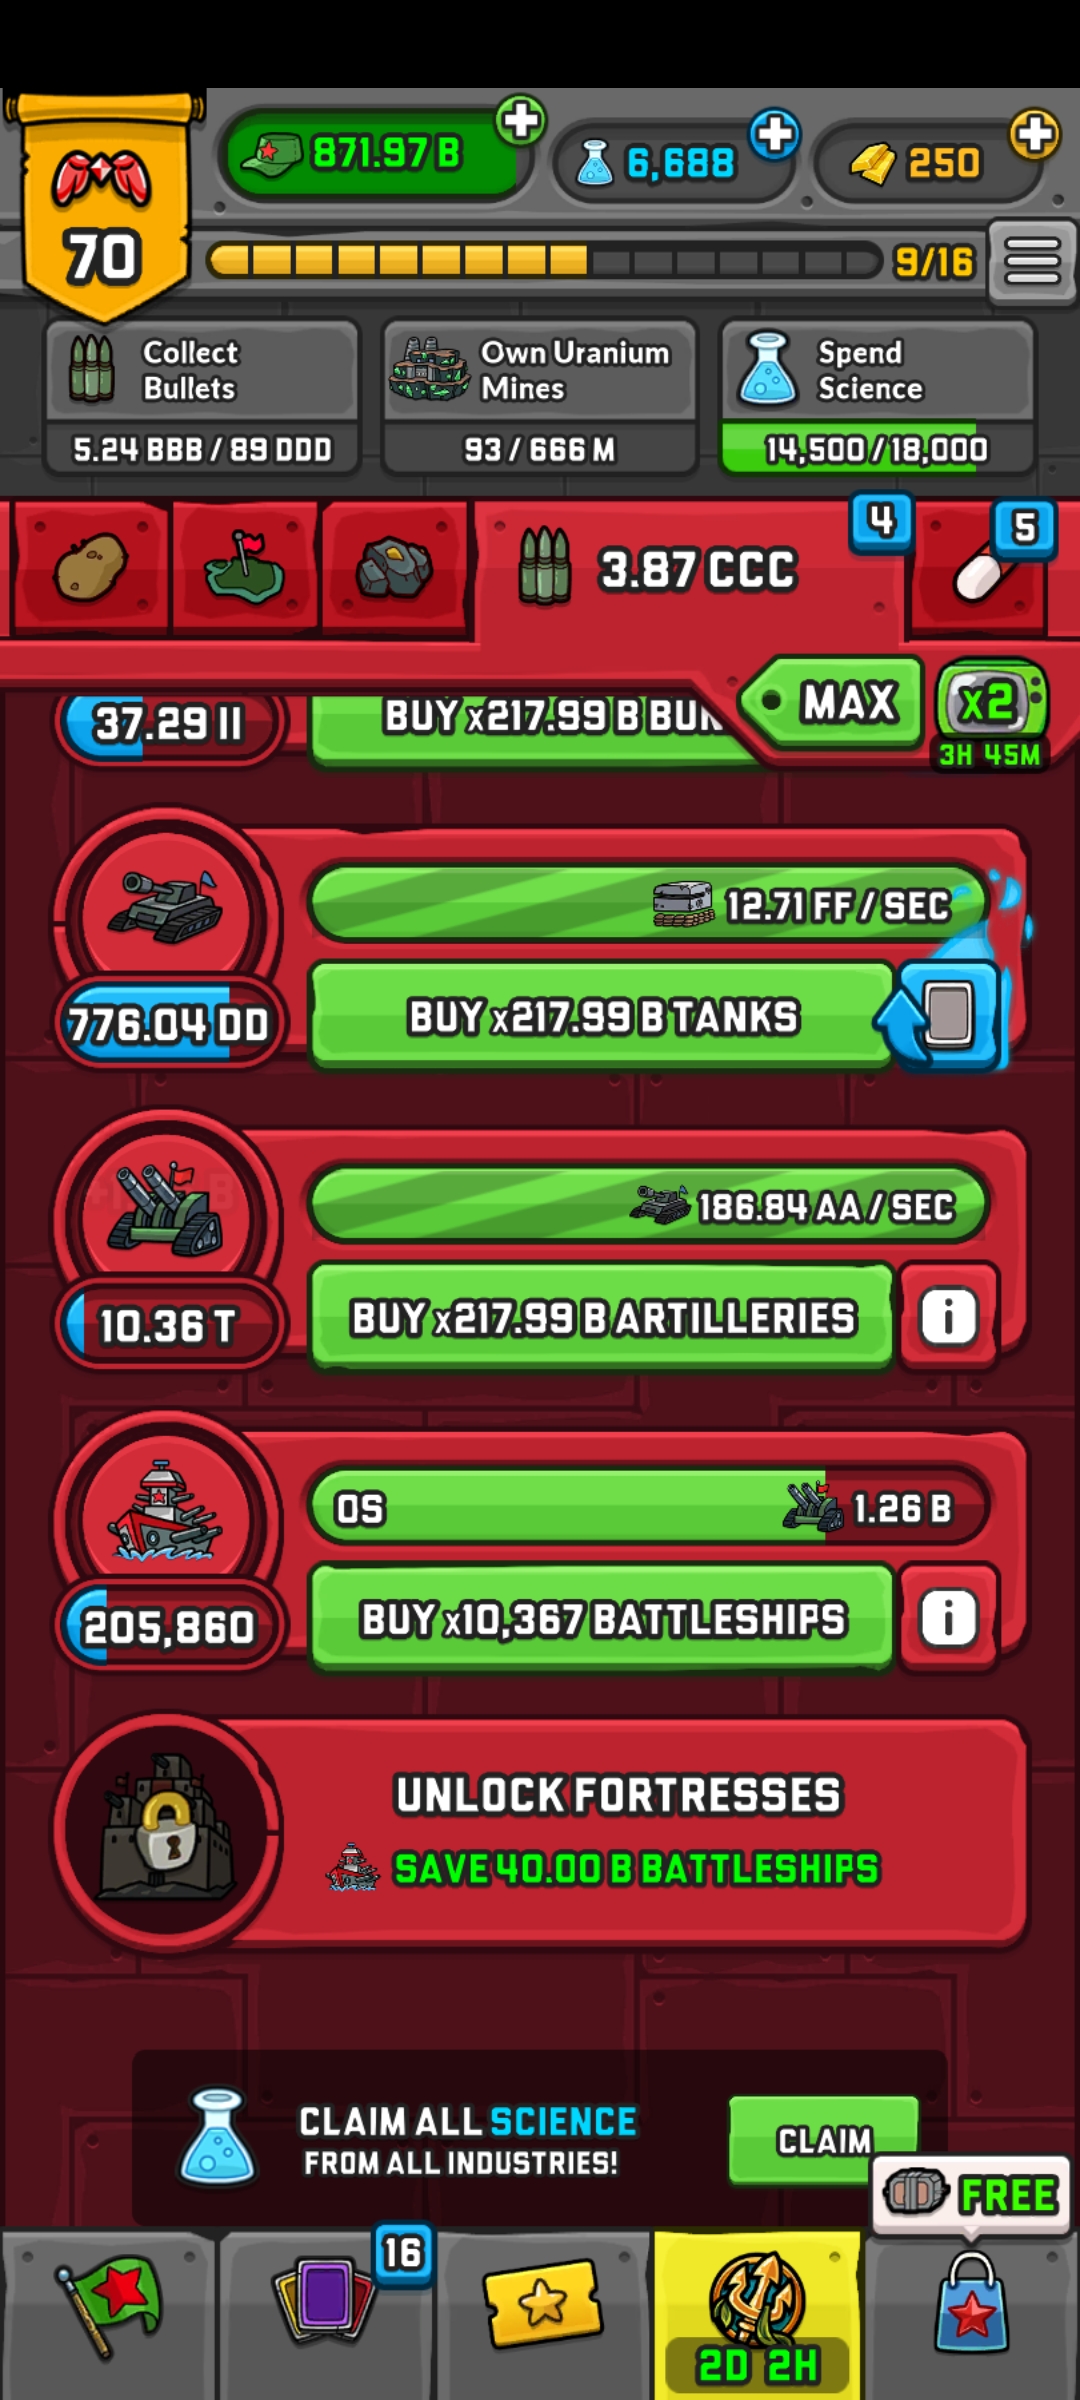 871.97 B
6,688
250
70
9/16
Collect
Bullets
Own Uranium
Mines
Spend
Science
5.24 BBB / 89 DDD
93 / 666 M
14,500/18,000
4
5
3.87 CCC
MAX
x2
3H 45M
37.29 II
BUY x217.99 B BUN
12.71 FF / SEC
776.04 DD
BUY x217.99 B TANKS
186.84 AA / SEC
10.36 T
BUY x217.99 B ARTILLERIES
i
0S
1.26 B
205,860
BUY x10,367 BATTLESHIPS
i
UNLOCK FORTRESSES
SAVE 40.00 B BATTLESHIPS
CLAIM ALL SCIENCE
FROM ALL INDUSTRIES!
CLAIM
FREE
16
2D 2H